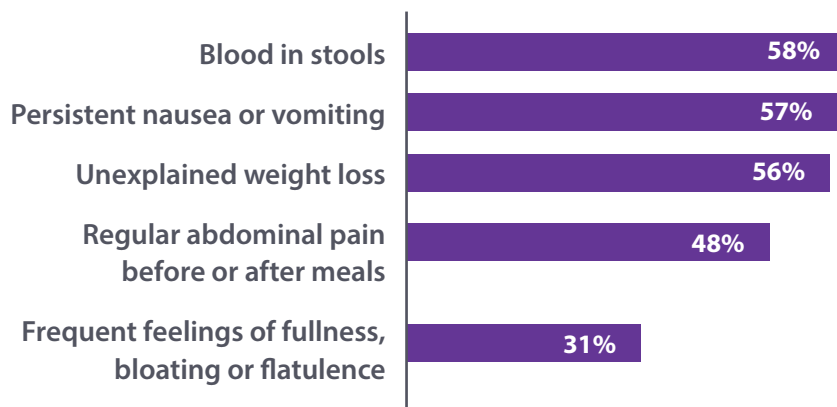 Blood in stools 58%
Persistent nausea or vomiting 57%
Unexplained weight loss 56%
Regular abdominal pain
before or after meals 48%
Frequent feelings of fullness,
bloating or flatulence 31%